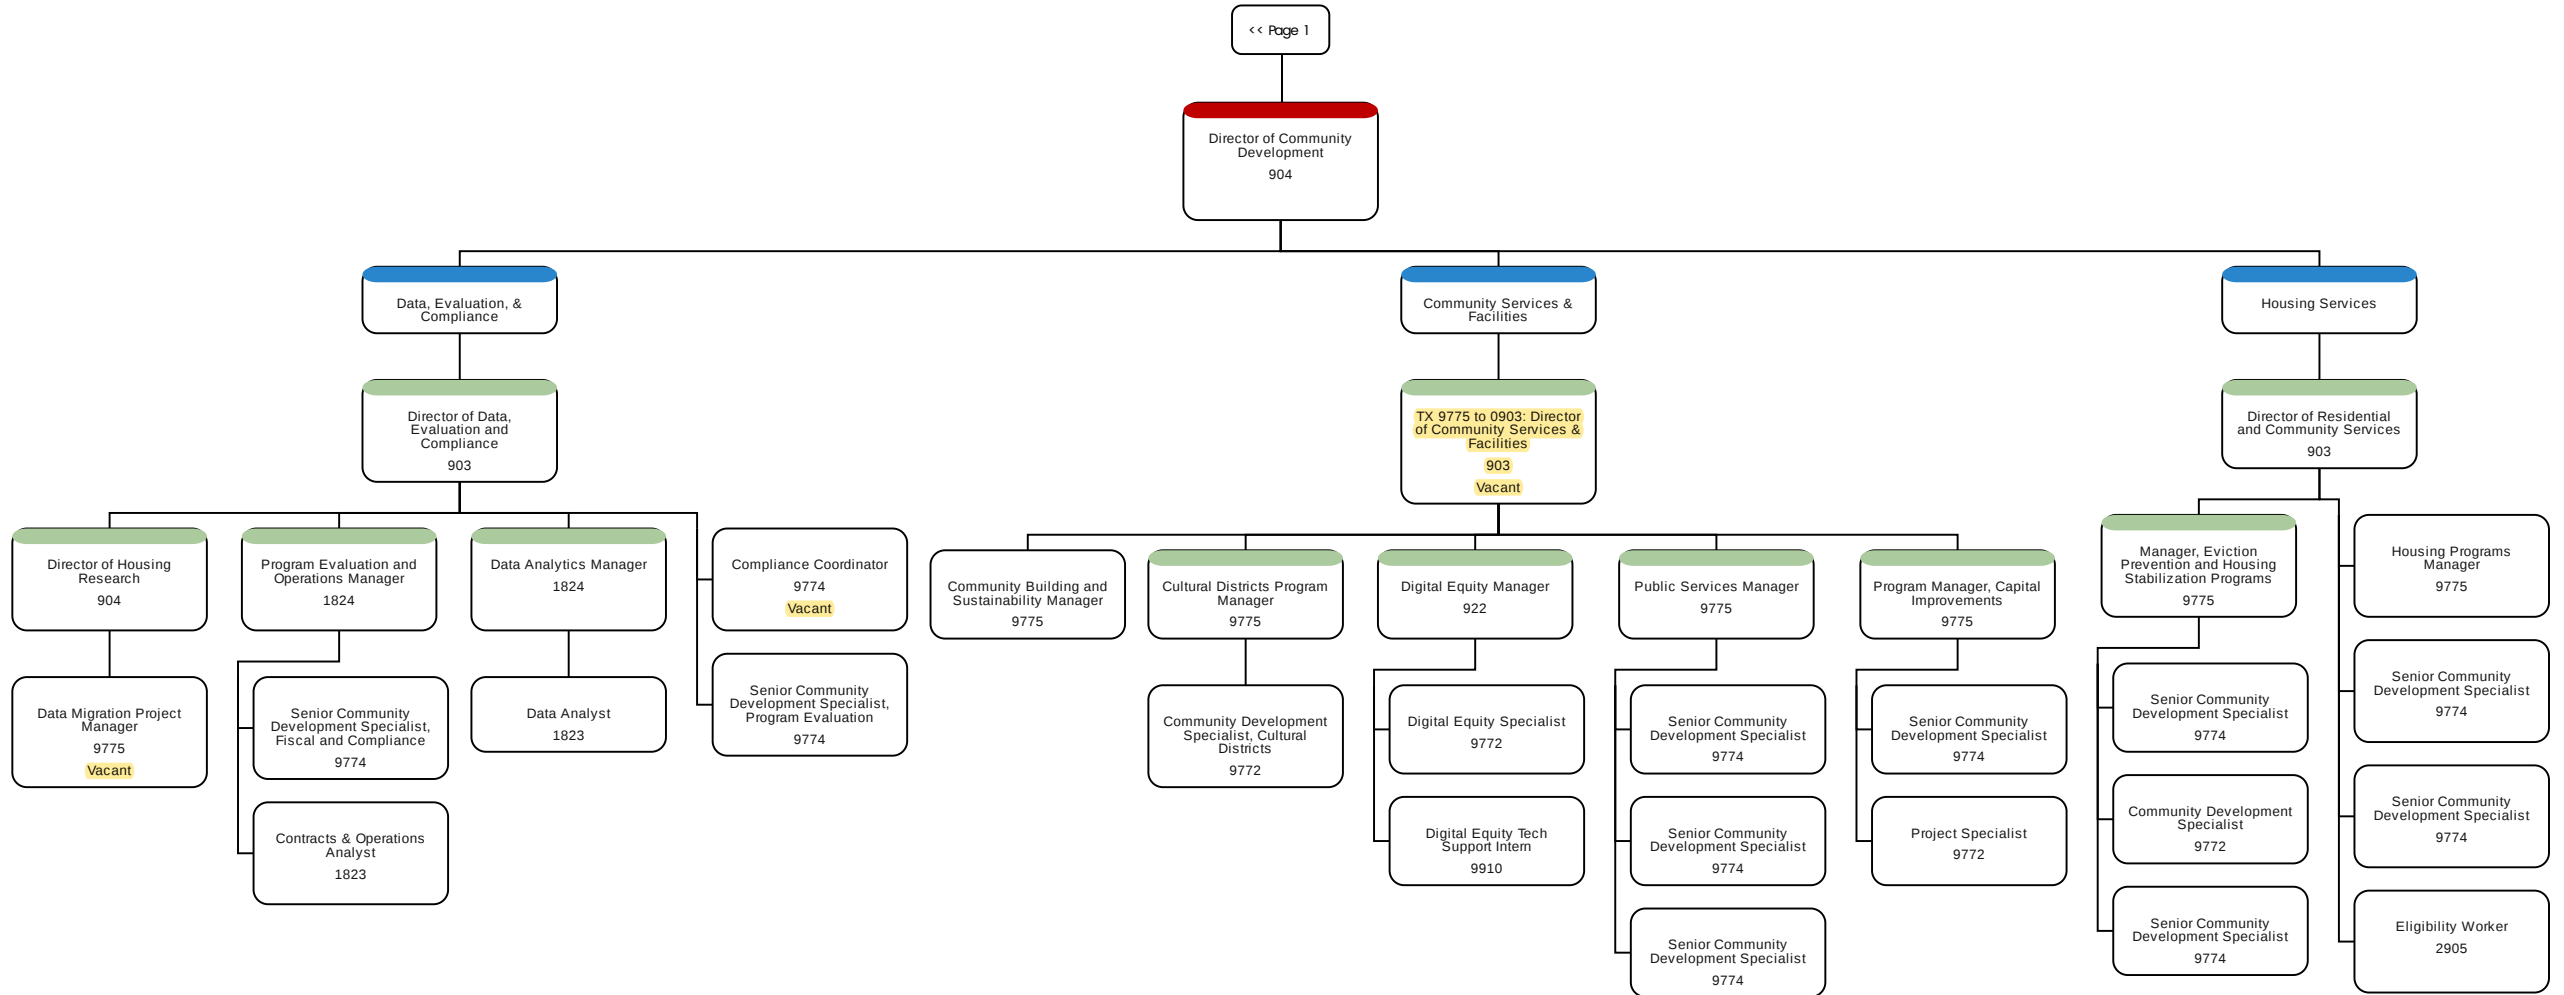 << Page 1
Director of Community
Development
904
Data, Evaluation, &
Compliance
Community Services &
Facilities
Housing Services
Director of Data,
Evaluation and
Compliance
903
TX 9775 to 0903: Director
of Community Services &
Facilities
903
Vacant
Director of Residential
and Community Services
903
Director of Housing
Research
904
Program Evaluation and
Operations Manager
1824
Data Analytics Manager
1824
Compliance Coordinator
9774
Vacant
Community Building and
Sustainability Manager
9775
Cultural Districts Program
Manager
9775
Digital Equity Manager
922
Public Services Manager
9775
Program Manager, Capital
Improvements
9775
Manager, Eviction
Prevention and Housing
Stabilization Programs
9775
Housing Programs
Manager
9775
Data Migration Project
Manager
9775
Vacant
Senior Community
Development Specialist,
Fiscal and Compliance
9774
Data Analyst
1823
Senior Community
Development Specialist,
Program Evaluation
9774
Community Development
Specialist, Cultural
Districts
9772
Digital Equity Specialist
9772
Senior Community
Development Specialist
9774
Senior Community
Development Specialist
9774
Senior Community
Development Specialist
9774
Senior Community
Development Specialist
9774
Contracts & Operations
Analyst
1823
Digital Equity Tech
Support Intern
9910
Senior Community
Development Specialist
9774
Project Specialist
9772
Community Development
Specialist
9772
Senior Community
Development Specialist
9774
Senior Community
Development Specialist
9774
Senior Community
Development Specialist
9774
Eligibility Worker
2905